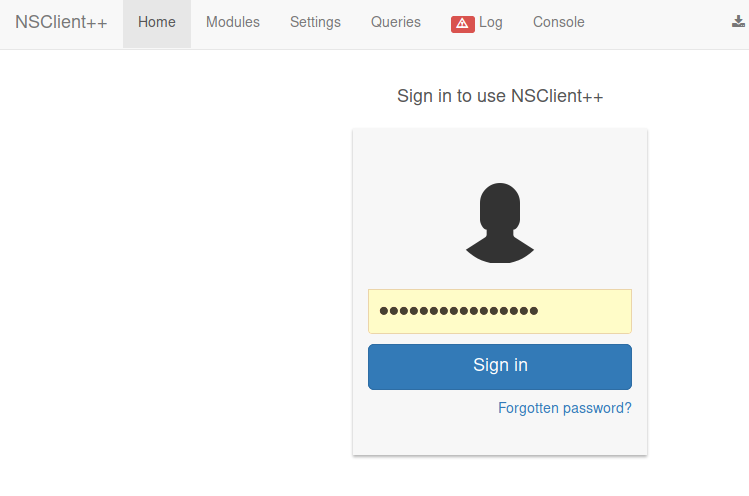 NSClient++ Home Modules Settings Queries Log Console
Sign in to use NSClient++
••••••••••••••••
Sign in
Forgotten password?